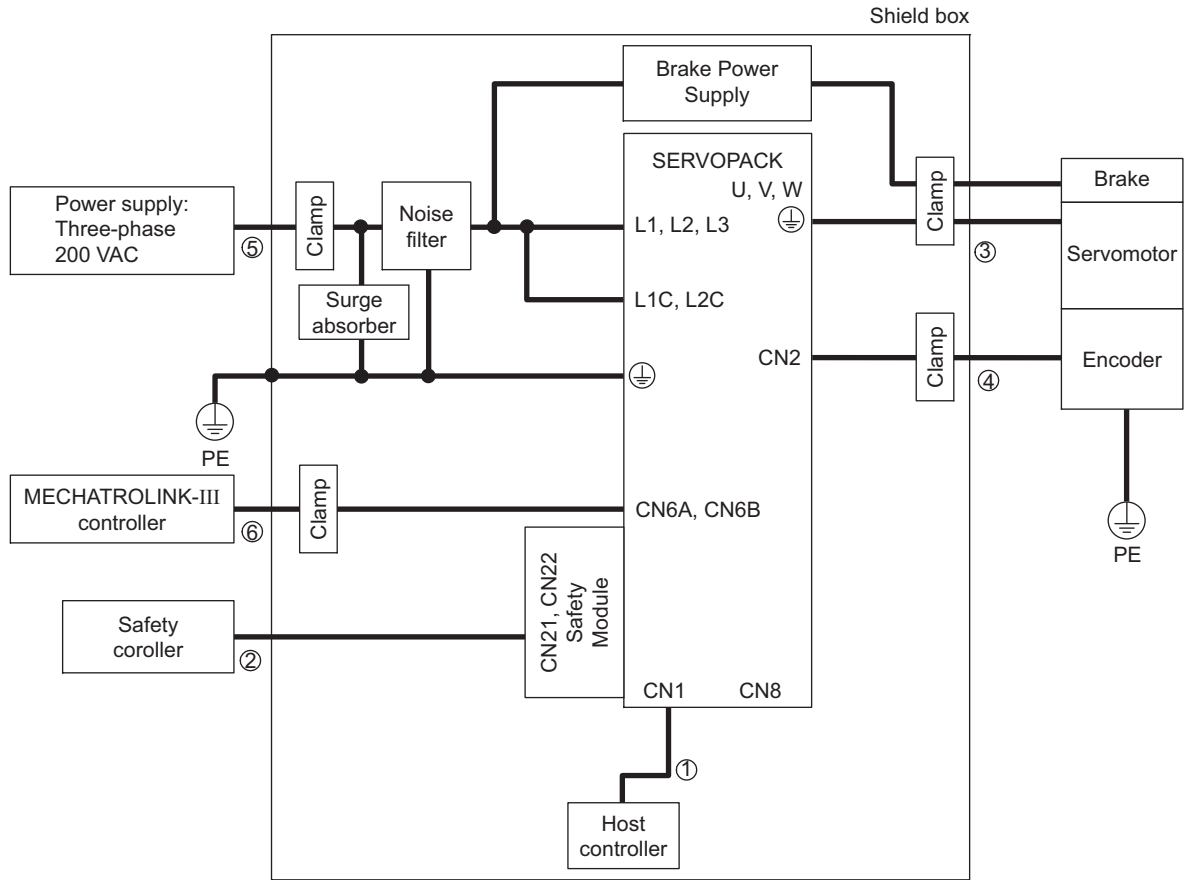 Shield box
Brake Power
Supply
SERVOPACK
U, V, W
Power supply:
Three-phase
200 VAC
⑤
Clamp
Noise
filter
L1, L2, L3
Clamp
③
Brake
Servomotor
Surge
absorber
L1C, L2C
CN2
Clamp
④
Encoder
PE
MECHATROLINK-III
controller
⑥
Clamp
CN6A, CN6B
PE
CN21, CN22
Safety
Module
Safety
coroller
②
CN1
CN8
①
Host
controller